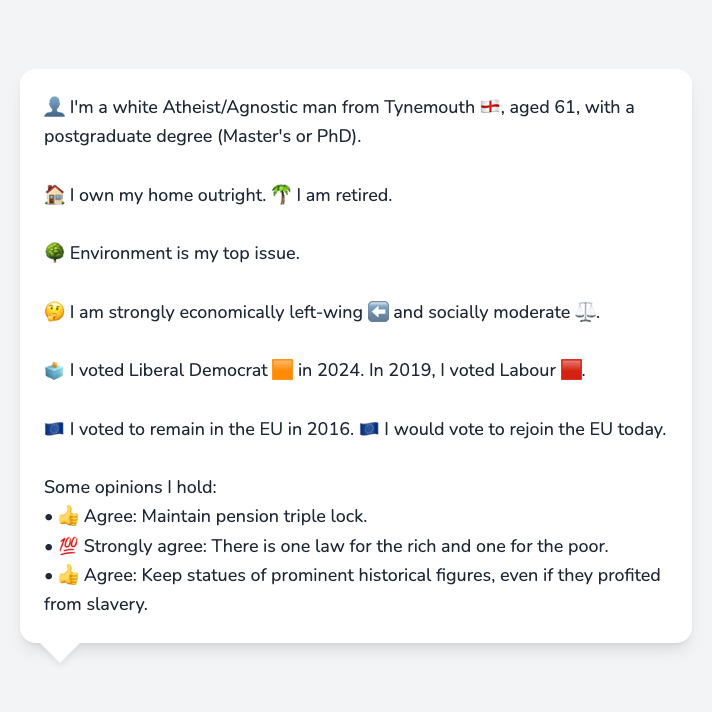 👤 I'm a white Atheist/Agnostic man from Tynemouth 🏴󠁧󠁢󠁥󠁮󠁧󠁿, aged 61, with a
postgraduate degree (Master's or PhD).
🏠 I own my home outright. 🌴 I am retired.
🌳 Environment is my top issue.
🤔 I am strongly economically left-wing ⬅️ and socially moderate ⚖️.
🗳️ I voted Liberal Democrat 🟧 in 2024. In 2019, I voted Labour 🟥.
🇪🇺 I voted to remain in the EU in 2016. 🇪🇺 I would vote to rejoin the EU today.
Some opinions I hold:
• 👍 Agree: Maintain pension triple lock.
• 💯 Strongly agree: There is one law for the rich and one for the poor.
• 👍 Agree: Keep statues of prominent historical figures, even if they profited
from slavery.